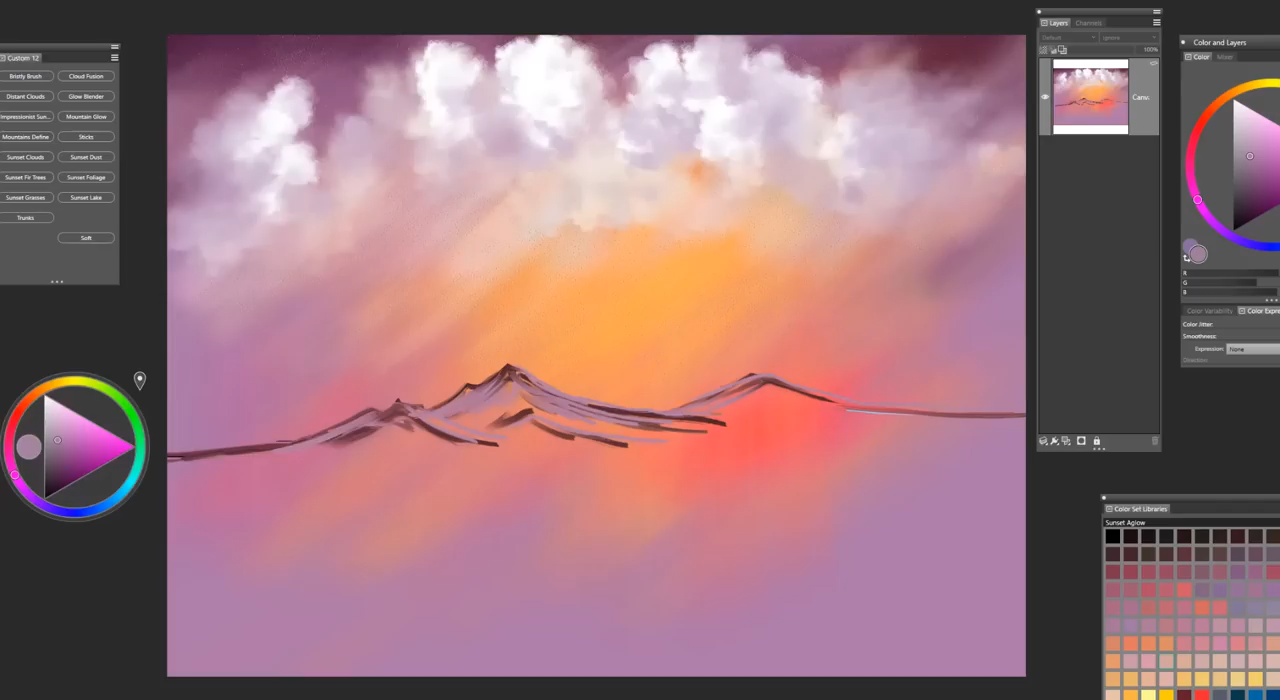 Custom 12
Bristly Brush Cloud Fusion
Distant Clouds Glow Blender
Impressionist Sun... Mountain Glow
Mountains Define Sticks
Sunset Clouds Sunset Dust
Sunset Fir Trees Sunset Foliage
Sunset Grasses Sunset Lake
Trunks
Soft
Layers Channels
Default Ignore
100%
Canv
Color and Layers
Color Mixer
R
G
B
Color Variability Color Expre
Color Jitter:
Smoothness:
Expression: None
Direction:
Color Set Libraries
Sunset Aglow